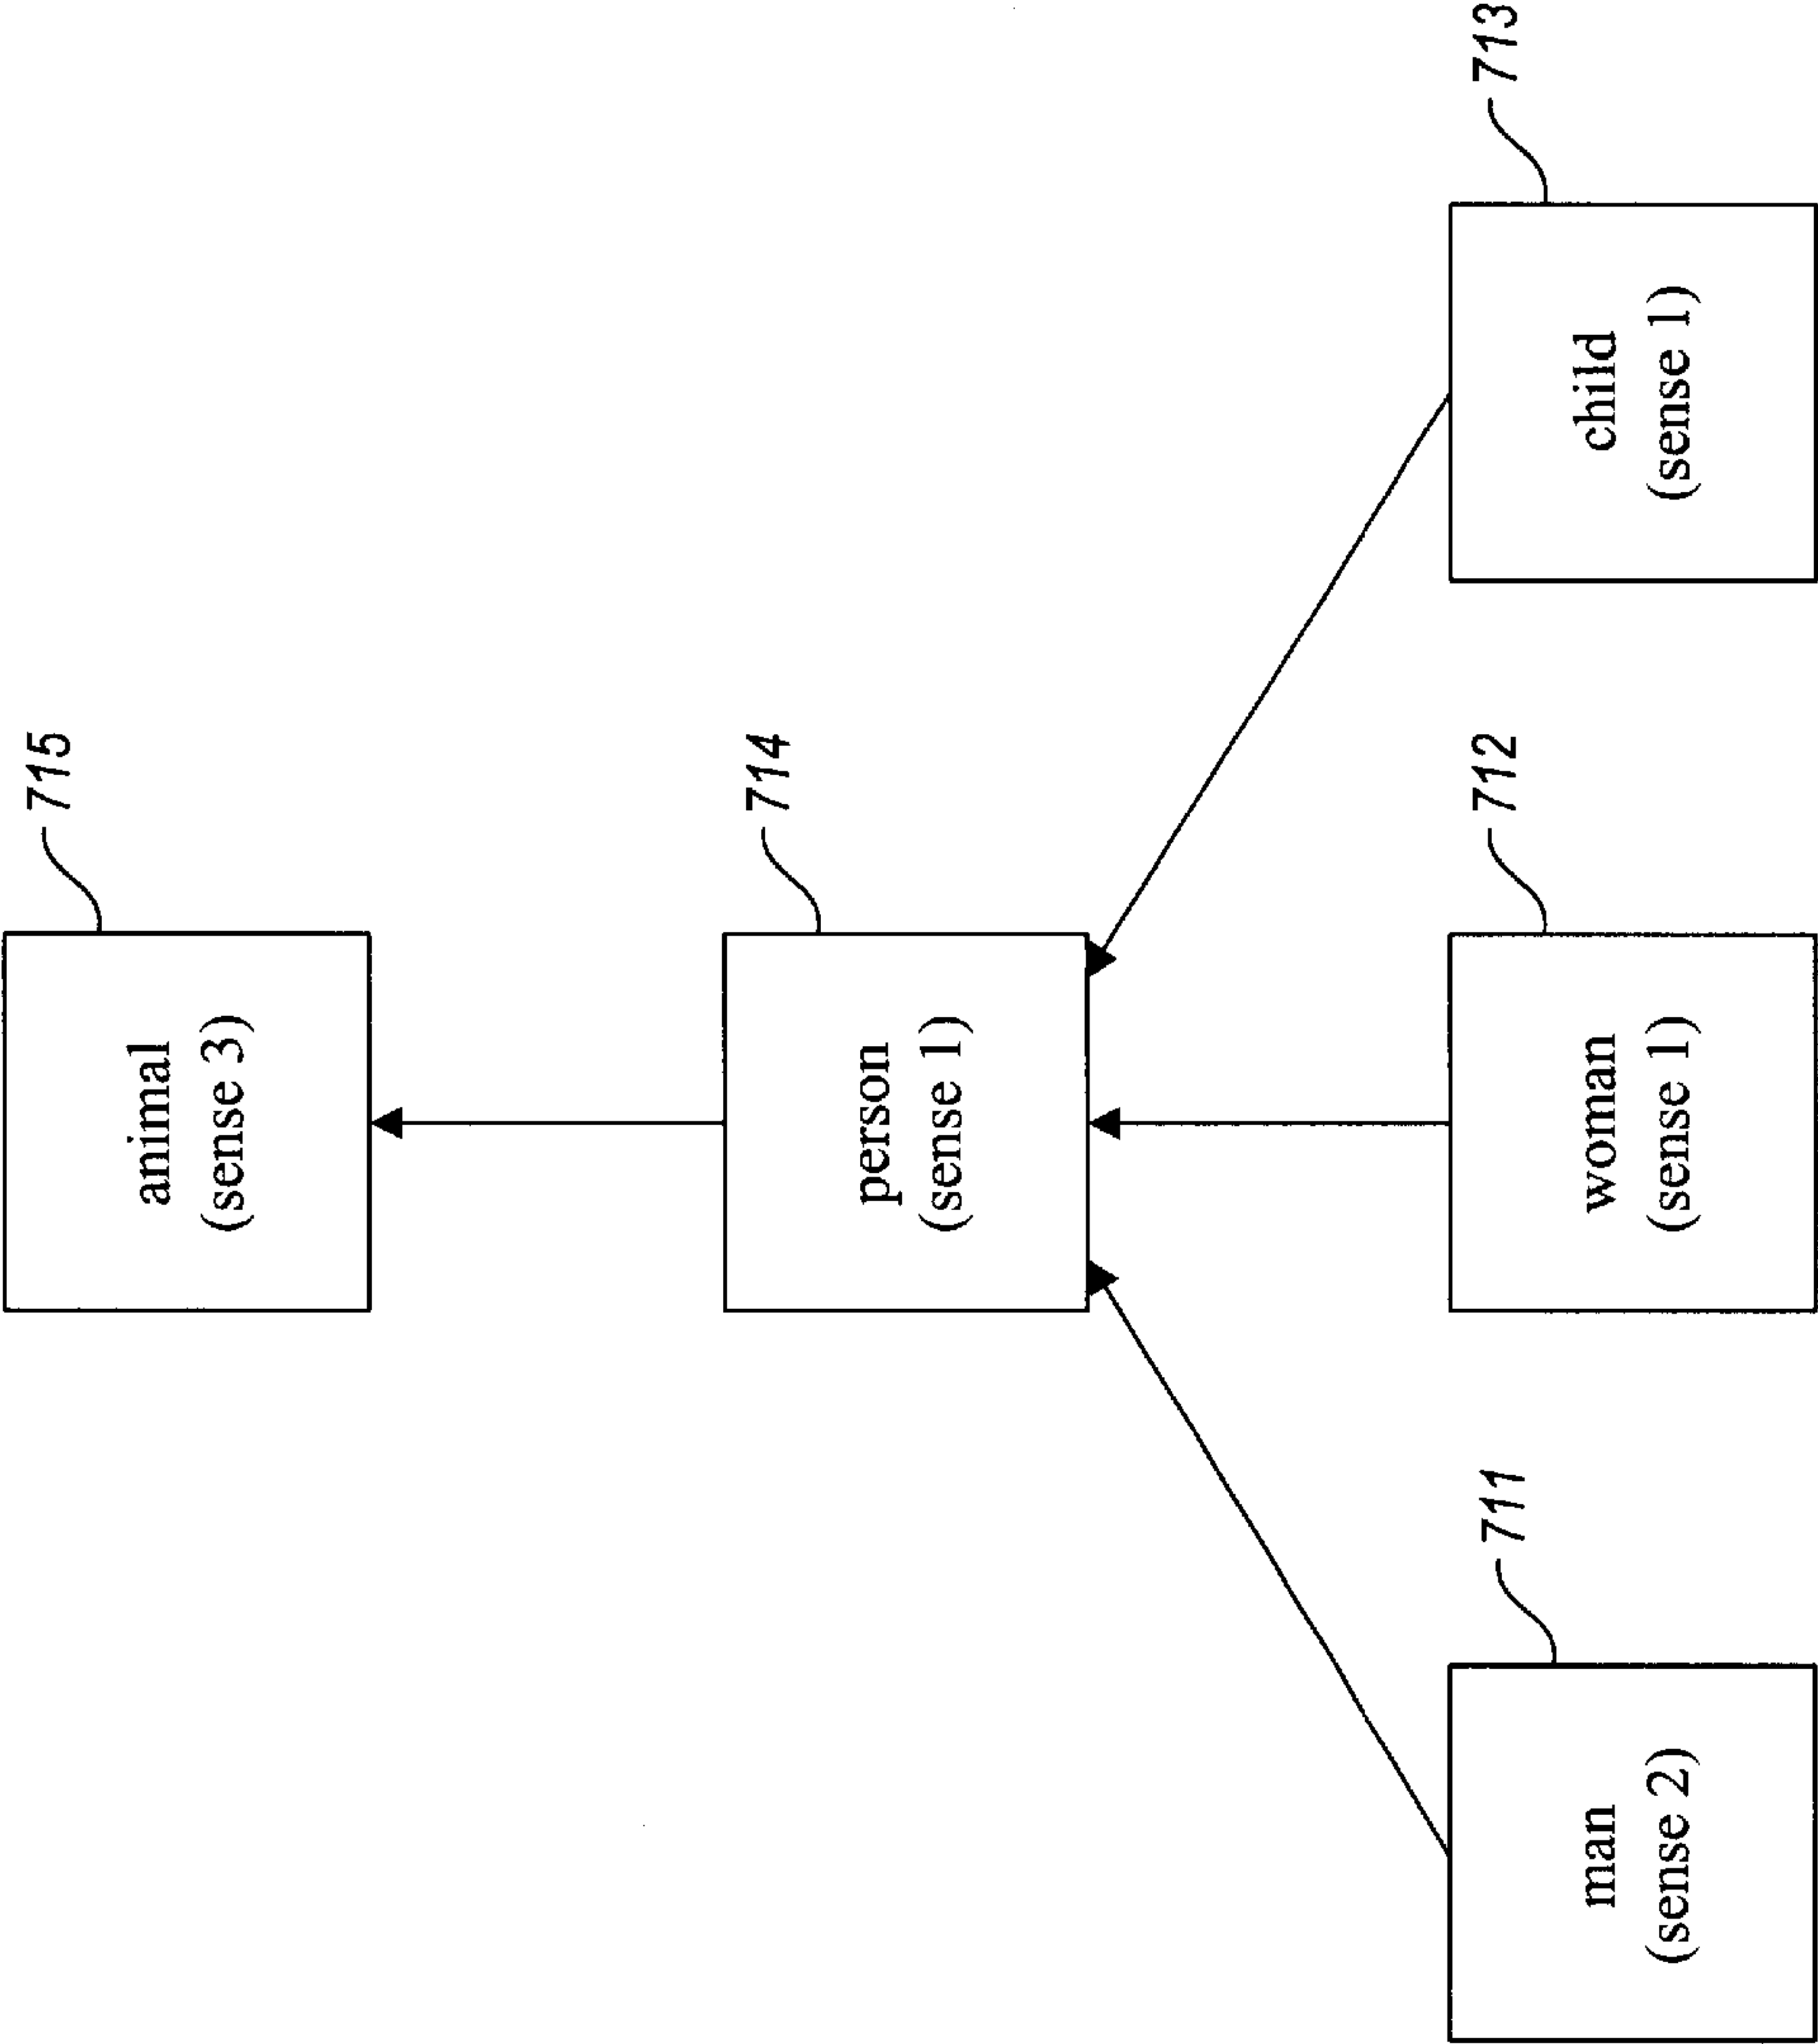 715
animal
(sense 3)
714
person
(sense 1)
711
man
(sense 2)
712
woman
(sense 1)
713
child
(sense 1)